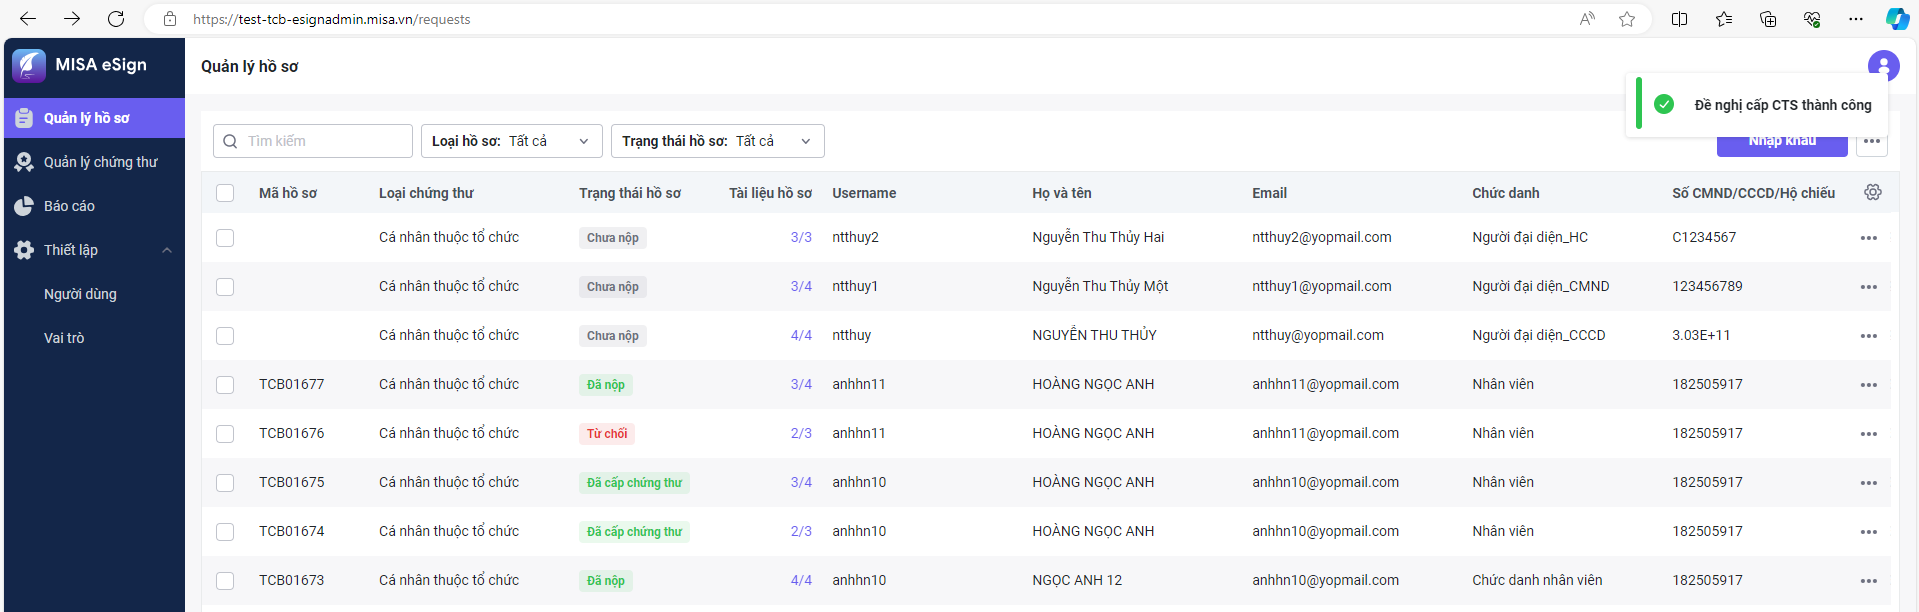 https://test-tcb-esignadmin.misa.vn/requests
MISA eSign
Quản lý hồ sơ
Đề nghị cấp CTS thành công
Quản lý hồ sơ
Quản lý chứng thư
Báo cáo
Thiết lập
Người dùng
Vai trò
Tìm kiếm Loại hồ sơ: Tất cả Trạng thái hồ sơ: Tất cả Nhập khẩu
Mã hồ sơ Loại chứng thư Trạng thái hồ sơ Tài liệu hồ sơ Username Họ và tên Email Chức danh Số CMND/CCCD/Hộ chiếu
Cá nhân thuộc tổ chức Chưa nộp 3/3 ntthuy2 Nguyễn Thu Thủy Hai ntthuy2@yopmail.com Người đại diện_HC C1234567
Cá nhân thuộc tổ chức Chưa nộp 3/4 ntthuy1 Nguyễn Thu Thủy Một ntthuy1@yopmail.com Người đại diện_CMND 123456789
Cá nhân thuộc tổ chức Chưa nộp 4/4 ntthuy NGUYỄN THU THỦY ntthuy@yopmail.com Người đại diện_CCCD 3.03E+11
TCB01677 Cá nhân thuộc tổ chức Đã nộp 3/4 anhhn11 HOÀNG NGỌC ANH anhhn11@yopmail.com Nhân viên 182505917
TCB01676 Cá nhân thuộc tổ chức Từ chối 2/3 anhhn11 HOÀNG NGỌC ANH anhhn11@yopmail.com Nhân viên 182505917
TCB01675 Cá nhân thuộc tổ chức Đã cấp chứng thư 3/4 anhhn10 HOÀNG NGỌC ANH anhhn10@yopmail.com Nhân viên 182505917
TCB01674 Cá nhân thuộc tổ chức Đã cấp chứng thư 2/3 anhhn10 HOÀNG NGỌC ANH anhhn10@yopmail.com Nhân viên 182505917
TCB01673 Cá nhân thuộc tổ chức Đã nộp 4/4 anhhn10 NGỌC ANH 12 anhhn10@yopmail.com Chức danh nhân viên 182505917